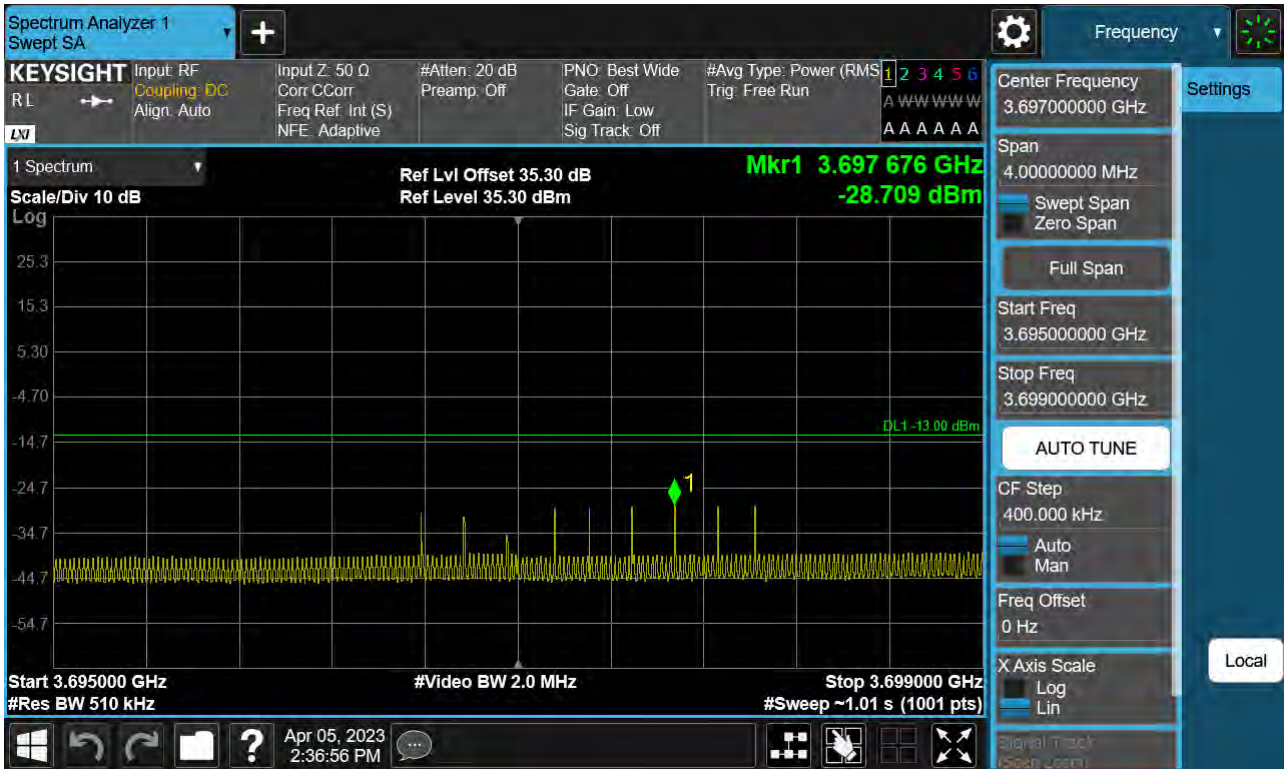 Spectrum Analyzer 1
Swept SA
+
Frequency
KEYSIGHT
RL
LXI
Input: RF
Coupling: DC
Align: Auto
Input Z: 50 Ω
Corr CCorr
Freq Ref: Int (S)
NFE: Adaptive
#Atten: 20 dB
Preamp: Off
PNO: Best Wide
Gate: Off
IF Gain: Low
Sig Track: Off
#Avg Type: Power (RMS
Trig: Free Run
1 2 3 4 5 6
A W W W W W
A A A A A A
1 Spectrum
Scale/Div 10 dB
Ref Lvl Offset 35.30 dB
Ref Level 35.30 dBm
Mkr1 3.697 676 GHz
-28.709 dBm
Log
25.3
15.3
5.30
-4.70
-14.7
-24.7
-34.7
-44.7
-54.7
DL1 -13.00 dBm
1
Start 3.695000 GHz
#Res BW 510 kHz
#Video BW 2.0 MHz
Stop 3.699000 GHz
#Sweep ~1.01 s (1001 pts)
Center Frequency
3.697000000 GHz
Span
4.00000000 MHz
Swept Span
Zero Span
Full Span
Start Freq
3.695000000 GHz
Stop Freq
3.699000000 GHz
AUTO TUNE
CF Step
400.000 kHz
Auto
Man
Freq Offset
0 Hz
X Axis Scale
Log
Lin
Signal Track
(Span Zoom)
Settings
Local
?
Apr 05, 2023
2:36:56 PM